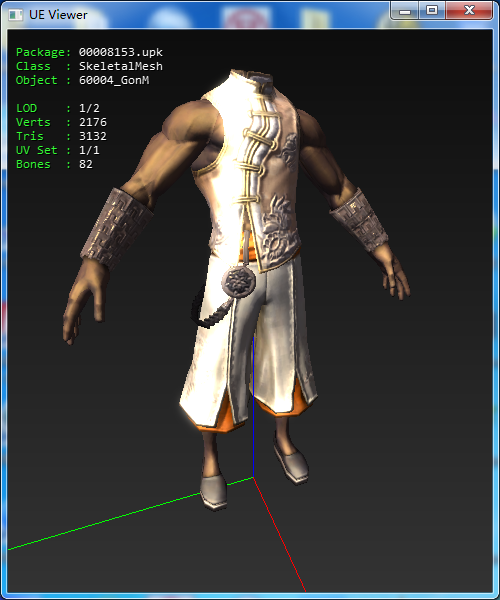 UE Viewer
Package: 00008153.upk
Class : SkeletalMesh
Object : 60004_GonM
LOD : 1/2
Verts : 2176
Tris : 3132
UV Set : 1/1
Bones : 82